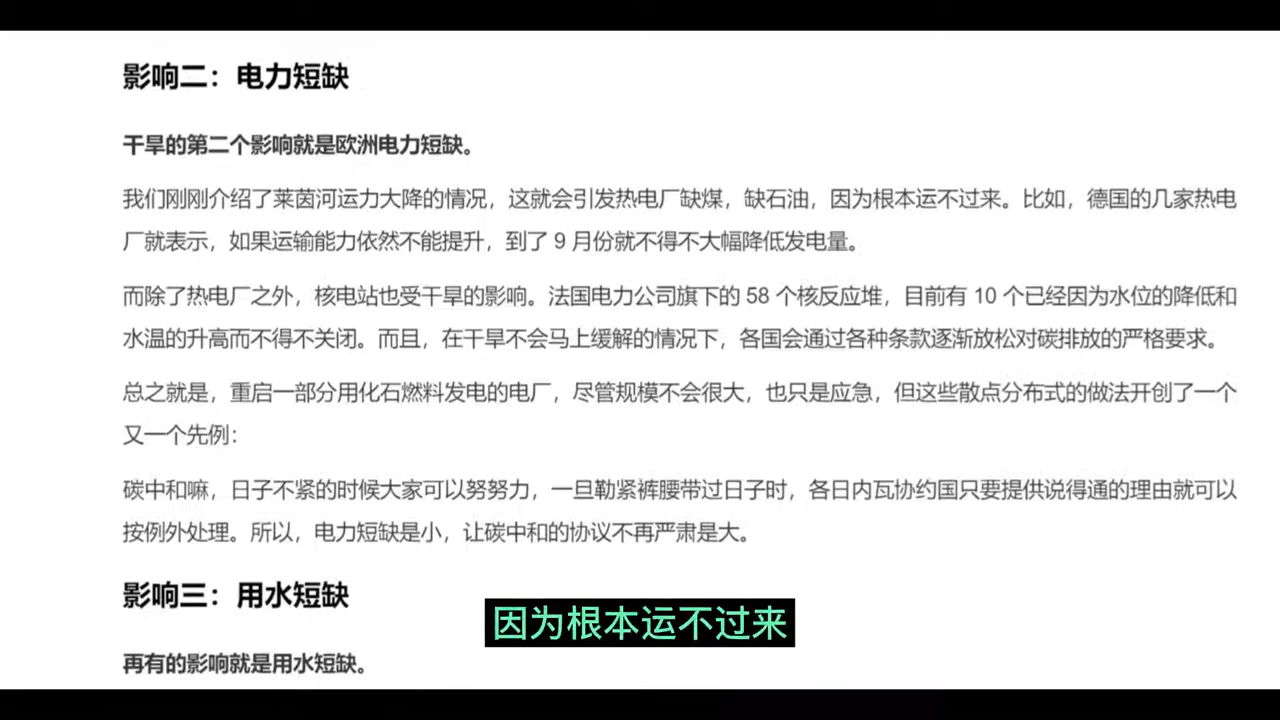 影响二：电力短缺
干旱的第二个影响就是欧洲电力短缺。
我们刚刚介绍了莱茵河运力大降的情况，这就会引发热电厂缺煤，缺石油，因为根本运不过来。比如，德国的几家热电
厂就表示，如果运输能力依然不能提升，到了 9 月份就不得不大幅降低发电量。
而除了热电厂之外，核电站也受干旱的影响。法国电力公司旗下的 58 个核反应堆，目前有 10 个已经因为水位的降低和
水温的升高而不得不关闭。而且，在干旱不会马上缓解的情况下，各国会通过各种条款逐渐放松对碳排放的严格要求。
总之就是，重启一部分用化石燃料发电的电厂，尽管规模不会很大，也只是应急，但这些散点分布式的做法开创了一个
又一个先例：
碳中和嘛，日子不紧的时候大家可以努努力，一旦勒紧裤腰带过日子时，各日内瓦协约国只要提供说得通的理由就可以
按例外处理。所以，电力短缺是小，让碳中和的协议不再严肃是大。
影响三：用水短缺
因为根本运不过来
再有的影响就是用水短缺。